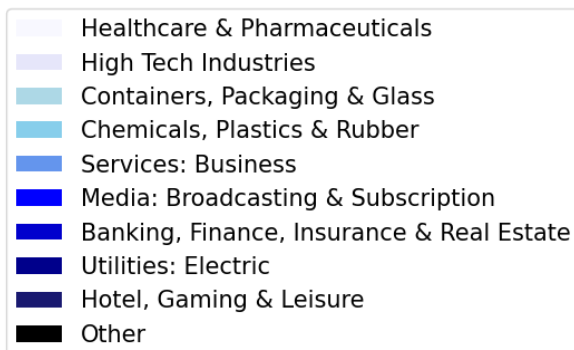 Healthcare & Pharmaceuticals
High Tech Industries
Containers, Packaging & Glass
Chemicals, Plastics & Rubber
Services: Business
Media: Broadcasting & Subscription
Banking, Finance, Insurance & Real Estate
Utilities: Electric
Hotel, Gaming & Leisure
Other